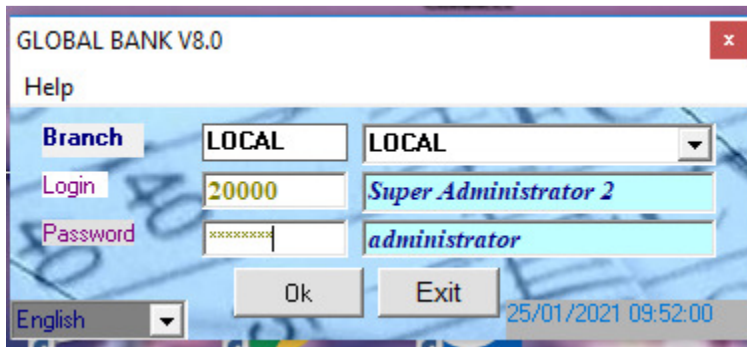 GLOBAL BANK V8.0 x
Help
Branch LOCAL LOCAL
Login 20000 Super Administrator 2
Password ******** administrator
Ok Exit
English 25/01/2021 09:52:00